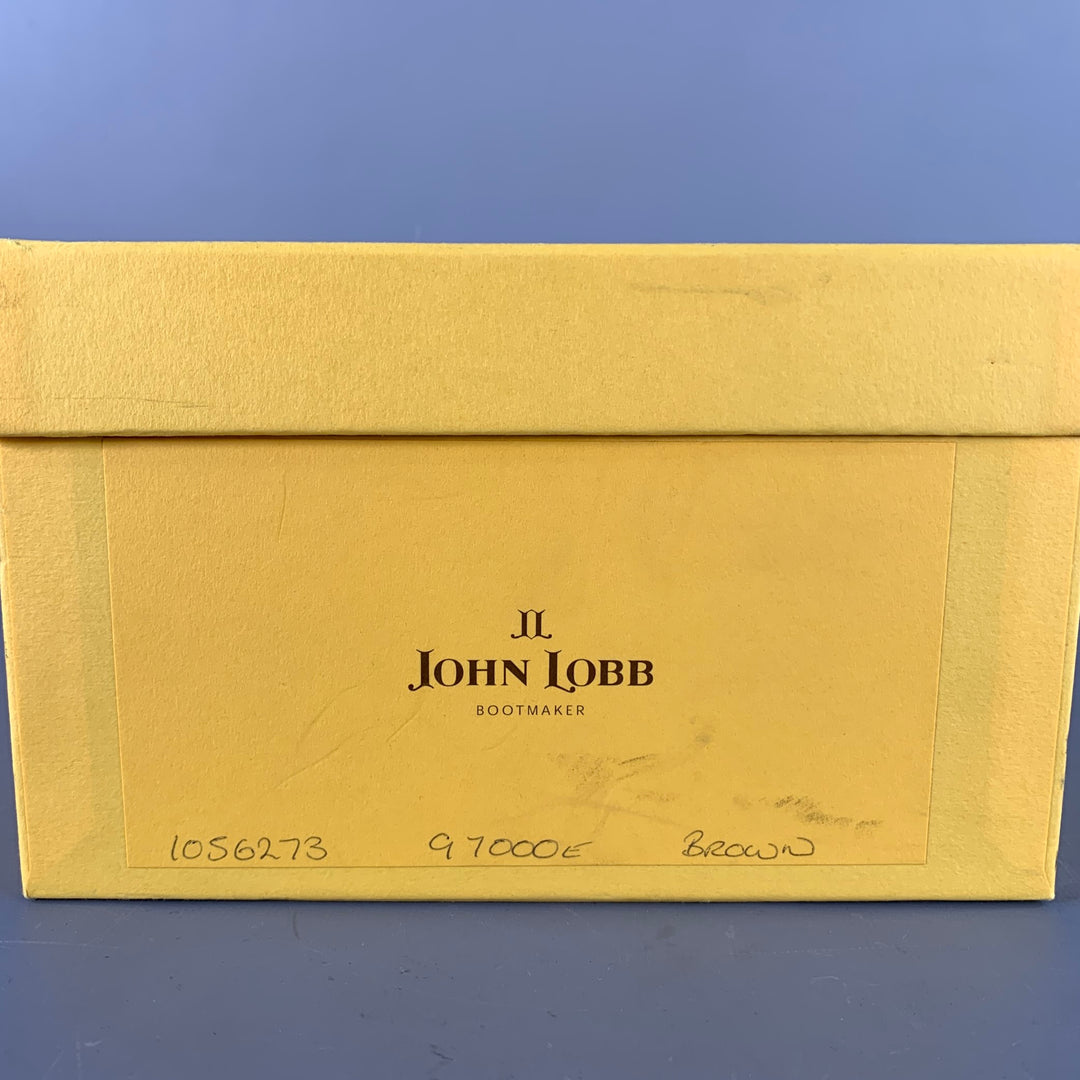 JL
JOHN LOBB
BOOTMAKER
1056273 97000E BROWN